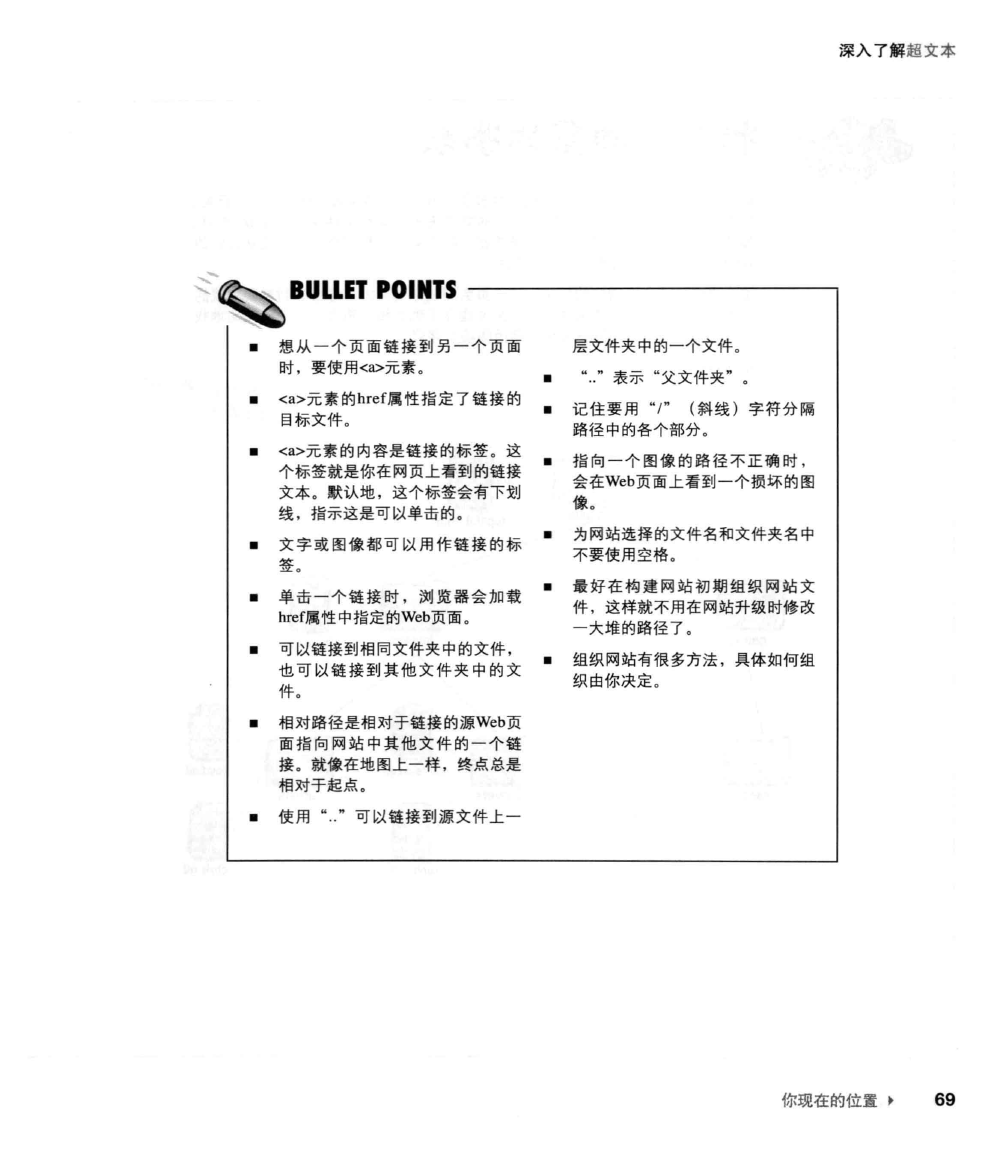 深入了解超文本
BULLET POINTS
■ 想从一个页面链接到另一个页面
时，要使用<a>元素。
■ <a>元素的href属性指定了链接的
目标文件。
■ <a>元素的内容是链接的标签。这
个标签就是你在网页上看到的链接
文本。默认地，这个标签会有下划
线，指示这是可以单击的。
■ 文字或图像都可以用作链接的标
签。
■ 单击一个链接时，浏览器会加载
href属性中指定的Web页面。
■ 可以链接到相同文件夹中的文件，
也可以链接到其他文件夹中的文
件。
■ 相对路径是相对于链接的源Web页
面指向网站中其他文件的一个链
接。就像在地图上一样，终点总是
相对于起点。
■ 使用“..”可以链接到源文件上一
层文件夹中的一个文件。
■ “..”表示“父文件夹”。
■ 记住要用“/”（斜线）字符分隔
路径中的各个部分。
■ 指向一个图像的路径不正确时，
会在Web页面上看到一个损坏的图
像。
■ 为网站选择的文件名和文件夹名中
不要使用空格。
■ 最好在构建网站初期组织网站文
件，这样就不用在网站升级时修改
一大堆的路径了。
■ 组织网站有很多方法，具体如何组
织由你决定。
你现在的位置 ▸ 69